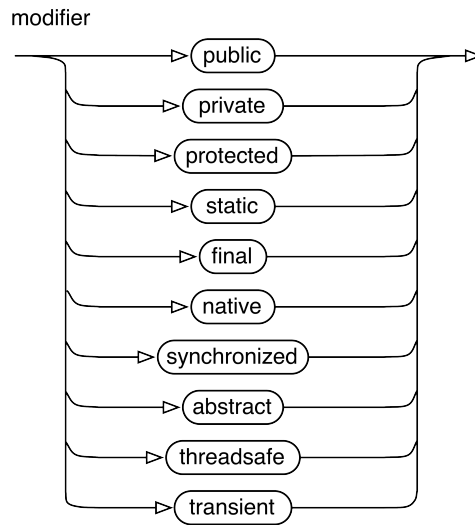 modifier
public
private
protected
static
final
native
synchronized
abstract
threadsafe
transient